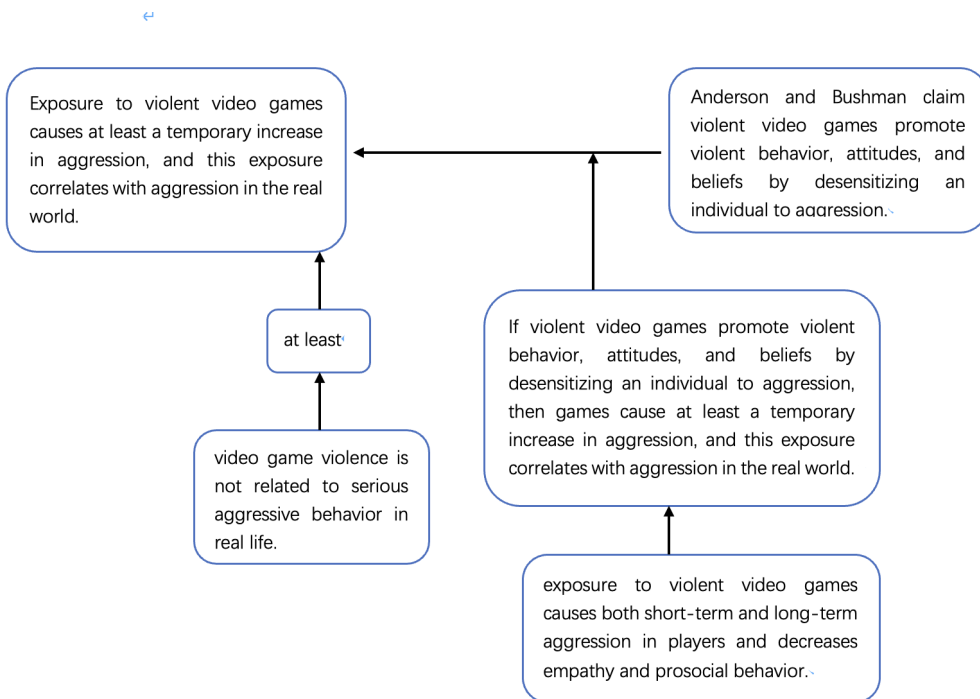 Exposure to violent video games
causes at least a temporary increase
in aggression, and this exposure
correlates with aggression in the real
world.
Anderson and Bushman claim
violent video games promote
violent behavior, attitudes, and
beliefs by desensitizing an
individual to aggression.
at least
If violent video games promote violent
behavior, attitudes, and beliefs by
desensitizing an individual to aggression,
then games cause at least a temporary
increase in aggression, and this exposure
correlates with aggression in the real world.
video game violence is
not related to serious
aggressive behavior in
real life.
exposure to violent video games
causes both short-term and long-term
aggression in players and decreases
empathy and prosocial behavior.